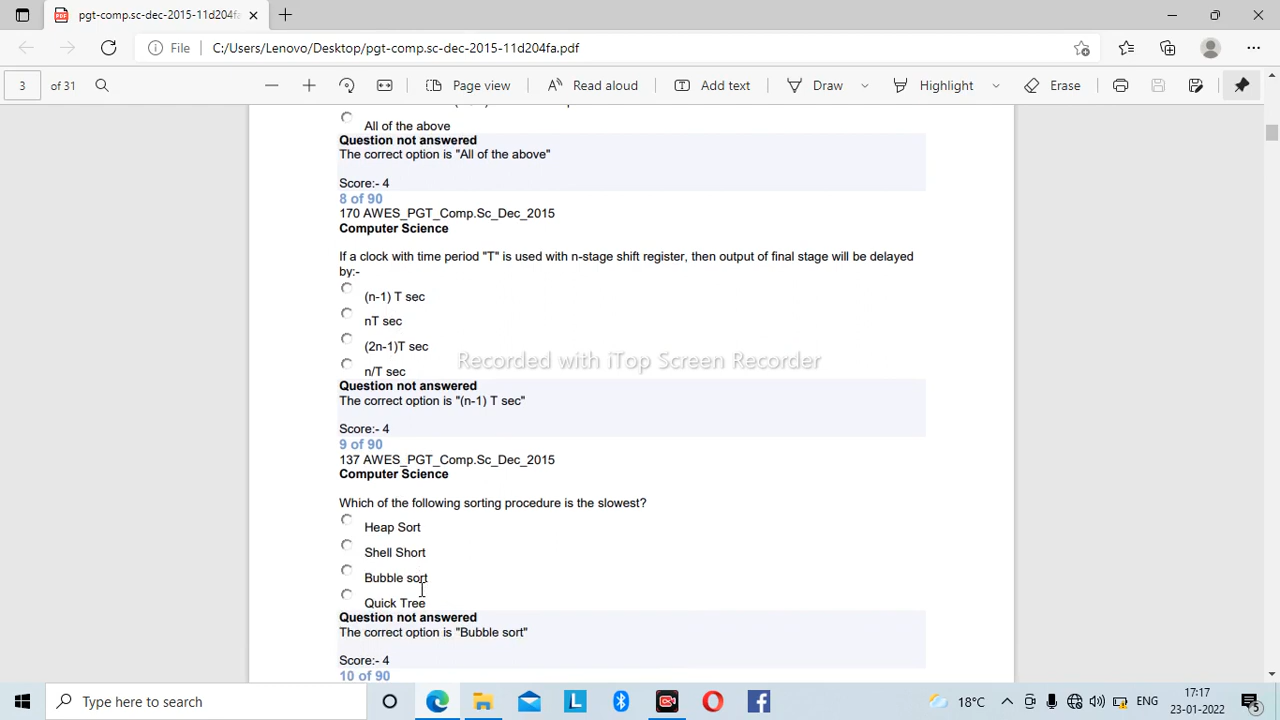 pgt-comp.sc-dec-2015-11d204fa.pdf
File
C:/Users/Lenovo/Desktop/pgt-comp.sc-dec-2015-11d204fa.pdf
3 of 31
Page view
Read aloud
Add text
Draw
Highlight
Erase
All of the above
Question not answered
The correct option is "All of the above"
Score:- 4
8 of 90
170 AWES_PGT_Comp.Sc_Dec_2015
Computer Science
If a clock with time period "T" is used with n-stage shift register, then output of final stage will be delayed
by:-
(n-1) T sec
nT sec
(2n-1)T sec
n/T sec
Recorded with iTop Screen Recorder
Question not answered
The correct option is "(n-1) T sec"
Score:- 4
9 of 90
137 AWES_PGT_Comp.Sc_Dec_2015
Computer Science
Which of the following sorting procedure is the slowest?
Heap Sort
Shell Short
Bubble sort
Quick Tree
Question not answered
The correct option is "Bubble sort"
Score:- 4
10 of 90
Type here to search
18°C
ENG
17:17
23-01-2022
5